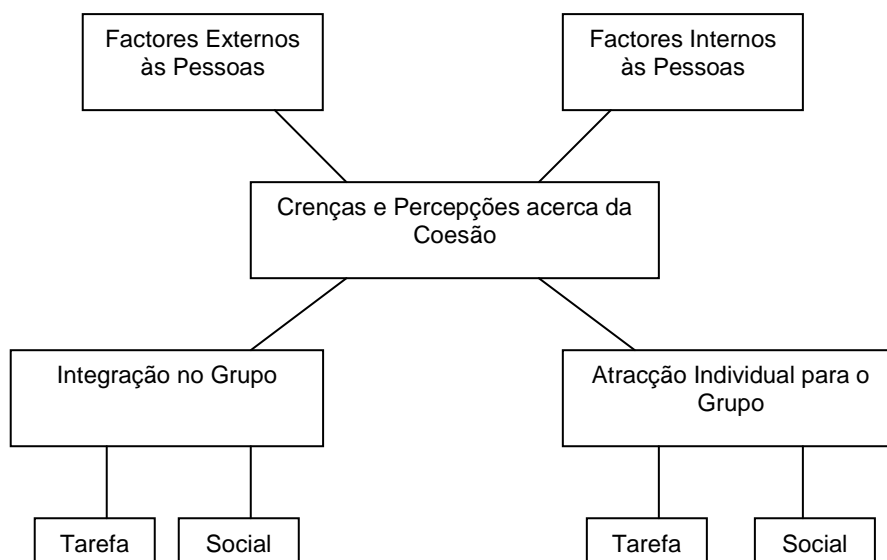 Factores Externos
às Pessoas
Factores Internos
às Pessoas
Crenças e Percepções acerca da
Coesão
Integração no Grupo
Atracção Individual para o
Grupo
Tarefa
Social
Tarefa
Social